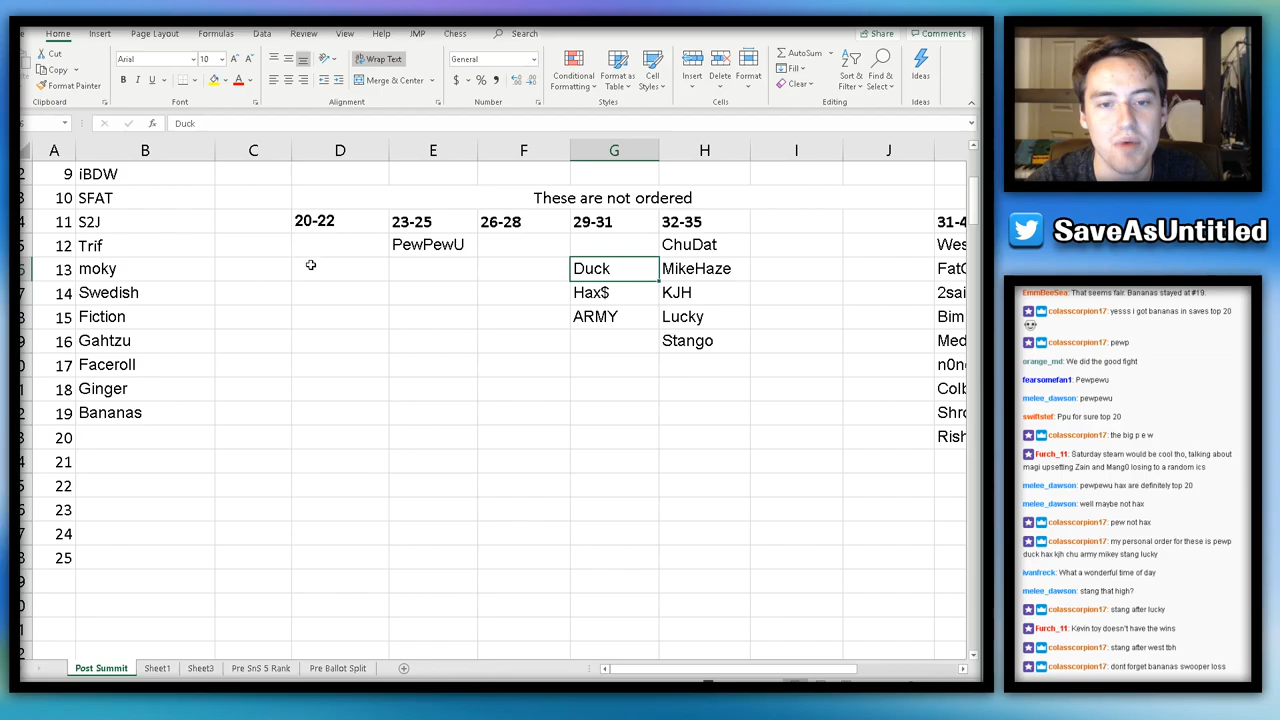 Home Insert Page Layout Formulas Data Review View Help JMP Chess Search Share Comments
Cut
Copy
Format Painter
Clipboard
Arial 10
B I U
Font
Wrap Text
Merge & Center
Alignment
General
$ % ,
Number
Conditional Formatting
Format as Table
Cell Styles
Styles
Insert Delete Format
Cells
AutoSum
Fill
Clear
Sort & Filter
Find & Select
Editing
Ideas
Ideas
Duck
A B C D E F G H I J
9 iBDW
10 SFAT These are not ordered
11 S2J 20-22 23-25 26-28 29-31 32-35 31-4
12 Trif PewPewU ChuDat Wes
13 moky Duck MikeHaze
14 Swedish Hax$ KJH 2sai
15 Fiction ARMY Lucky Bim
16 Gahtzu Stango Med
17 Faceroll
18 Ginger Colb
19 Bananas Shro
20 Rish
21
22
23
24
25
Post Summit Sheet1 Sheet3 Pre SnS 5 Rank Pre Ballot Split
SaveAsUntitled
EmmDeeSea: That seems fair. Bananas stayed at #19.
colasscorpion17: yesss i got bananas in saves top 20
colasscorpion17: pewp
orange_md: We did the good fight
fearsomefan1: Pewpewu
melee_dawson: pewpewu
swiftstef: Ppu for sure top 20
colasscorpion17: the big p e w
Furch_11: Saturday steam would be cool tho, talking about
magi upsetting Zain and Mang0 losing to a random ics
melee_dawson: pewpewu hax are definitely top 20
melee_dawson: well maybe not hax
colasscorpion17: pew not hax
colasscorpion17: my personal order for these is pewp
duck hax kjh chu army mikey stang lucky
ivanfreck: What a wonderful time of day
melee_dawson: stang that high?
colasscorpion17: stang after lucky
Furch_11: Kevin toy doesn't have the wins
colasscorpion17: stang after west tbh
colasscorpion17: dont forget bananas swooper loss